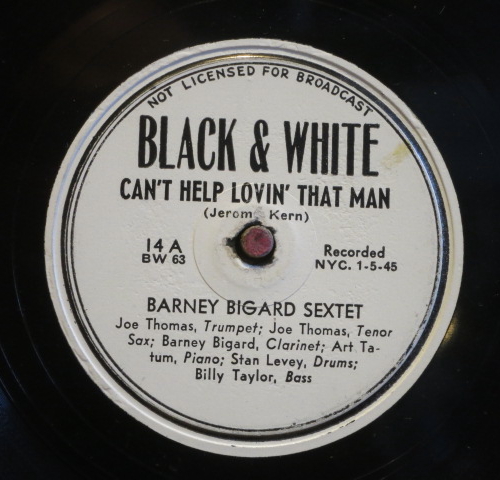 NOT LICENSED FOR BROADCAST
BLACK & WHITE
CAN'T HELP LOVIN' THAT MAN
(Jerom Kern)
14 A
BW 63
Recorded
NYC. 1-5-45
BARNEY BIGARD SEXTET
Joe Thomas, Trumpet; Joe Thomas, Tenor
Sax; Barney Bigard, Clarinet; Art Ta-
tum, Piano; Stan Levey, Drums;
Billy Taylor, Bass